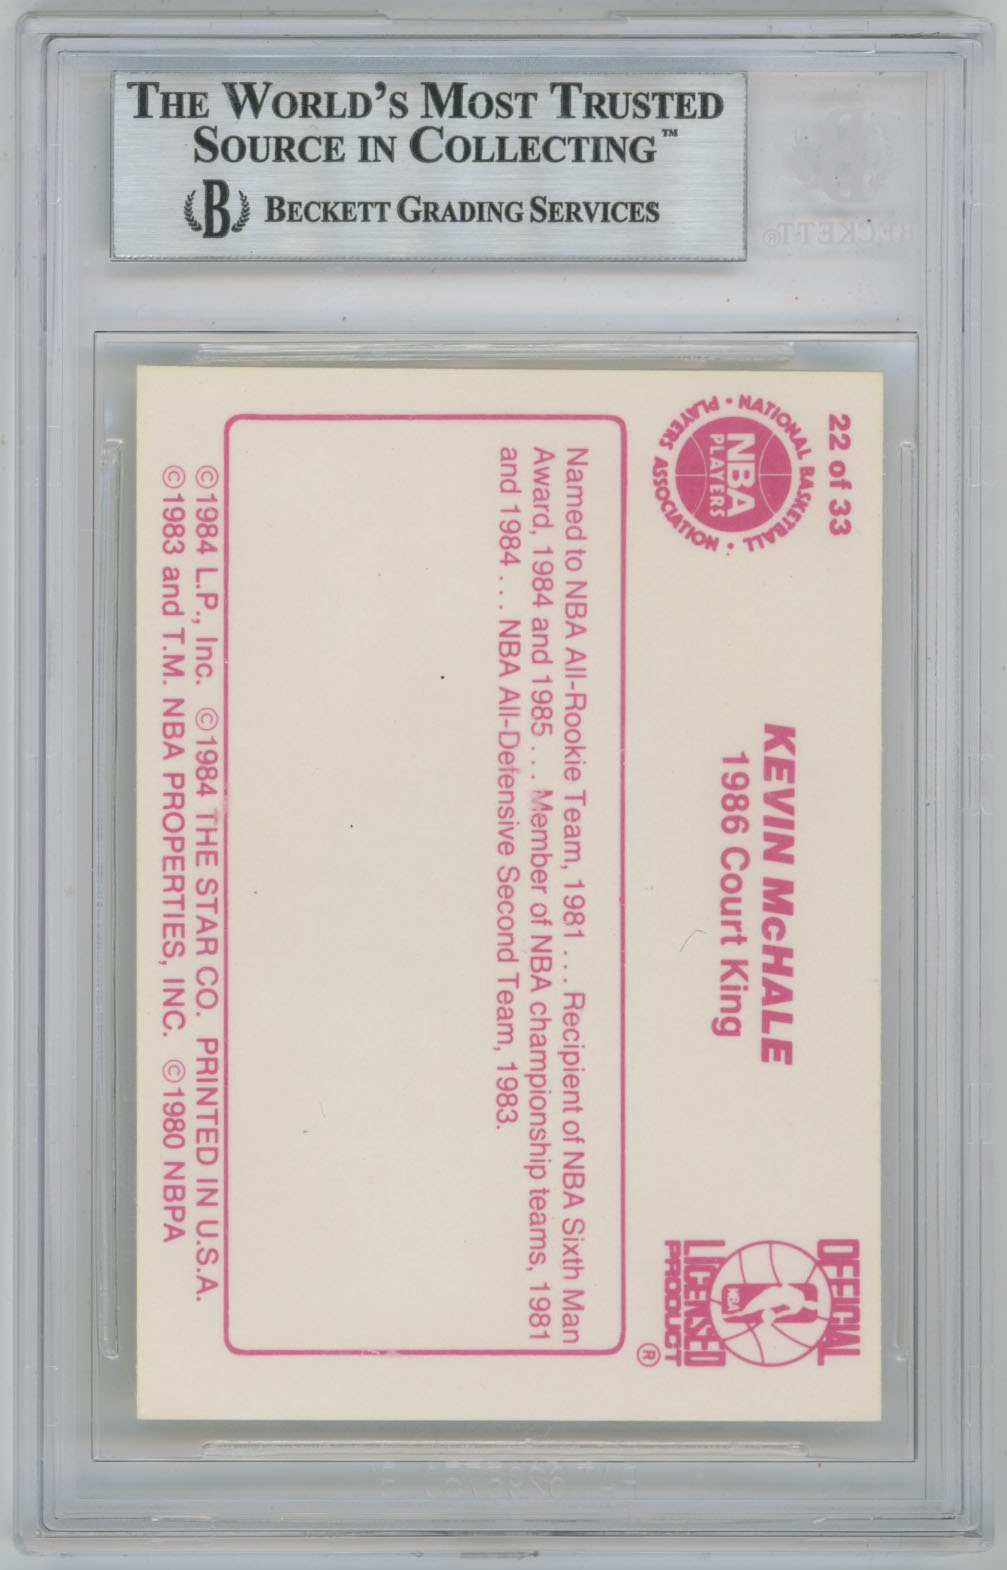 THE WORLD'S MOST TRUSTED
SOURCE IN COLLECTING™
B BECKETT GRADING SERVICES
BECKETT®
22 of 33
NATIONAL BASKETBALL PLAYERS ASSOCIATION
NBA
PLAYERS
KEVIN McHALE
1986 Court King
OFFICIAL
NBA
LICENSED
PRODUCT
®
Named to NBA All-Rookie Team, 1981 . . . Recipient of NBA Sixth Man
Award, 1984 and 1985 . . . Member of NBA championship teams, 1981
and 1984 . . . NBA All-Defensive Second Team, 1983.
©1984 L.P., Inc. ©1984 THE STAR CO. PRINTED IN U.S.A.
©1983 and T.M. NBA PROPERTIES, INC. ©1980 NBPA